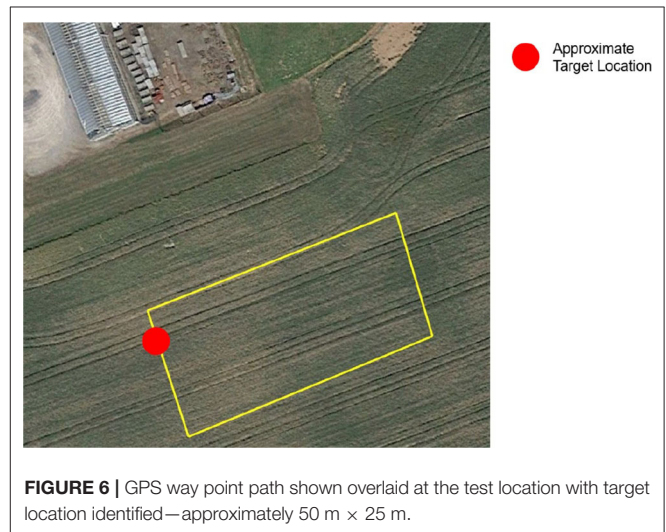 Approximate
Target Location
FIGURE 6 | GPS way point path shown overlaid at the test location with target
location identified—approximately 50 m × 25 m.